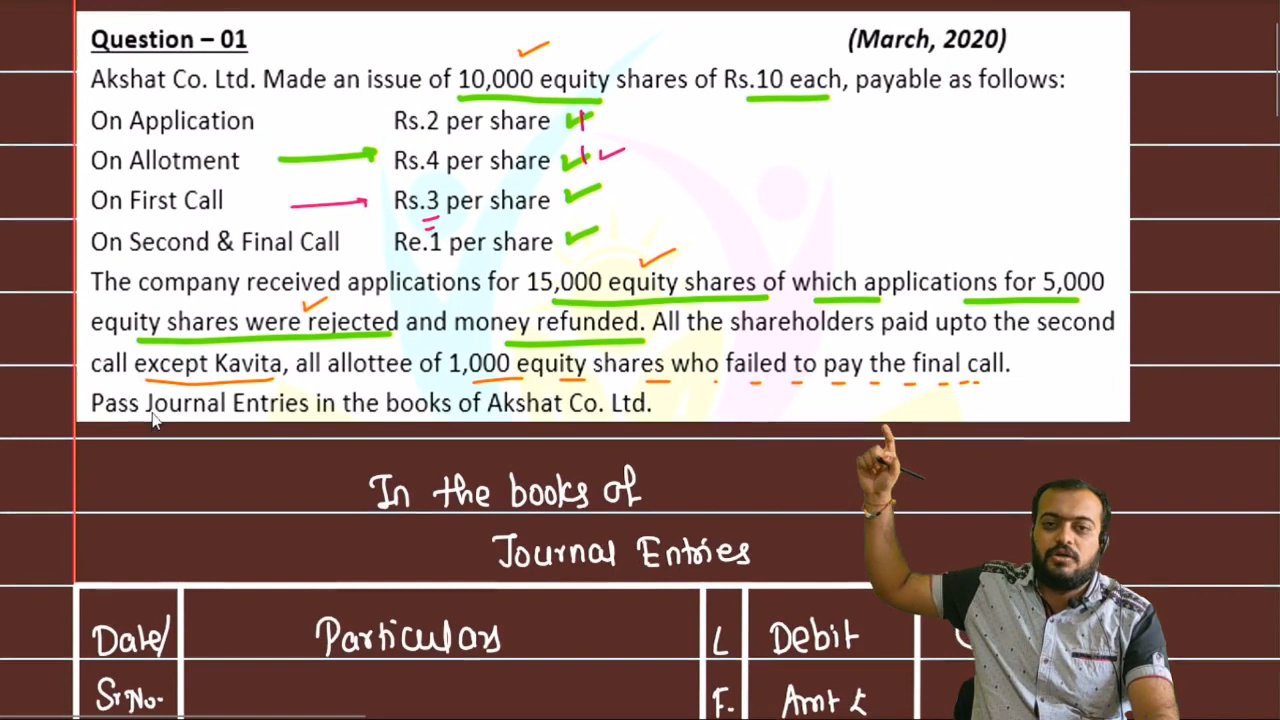 Question – 01 (March, 2020)
Akshat Co. Ltd. Made an issue of 10,000 equity shares of Rs.10 each, payable as follows:
On Application Rs.2 per share
On Allotment Rs.4 per share
On First Call Rs.3 per share
On Second & Final Call Re.1 per share
The company received applications for 15,000 equity shares of which applications for 5,000
equity shares were rejected and money refunded. All the shareholders paid upto the second
call except Kavita, all allottee of 1,000 equity shares who failed to pay the final call.
Pass Journal Entries in the books of Akshat Co. Ltd.
In the books of
Journal Entries
Date/ Particulars L Debit
Sr.No. F. Amt ₹